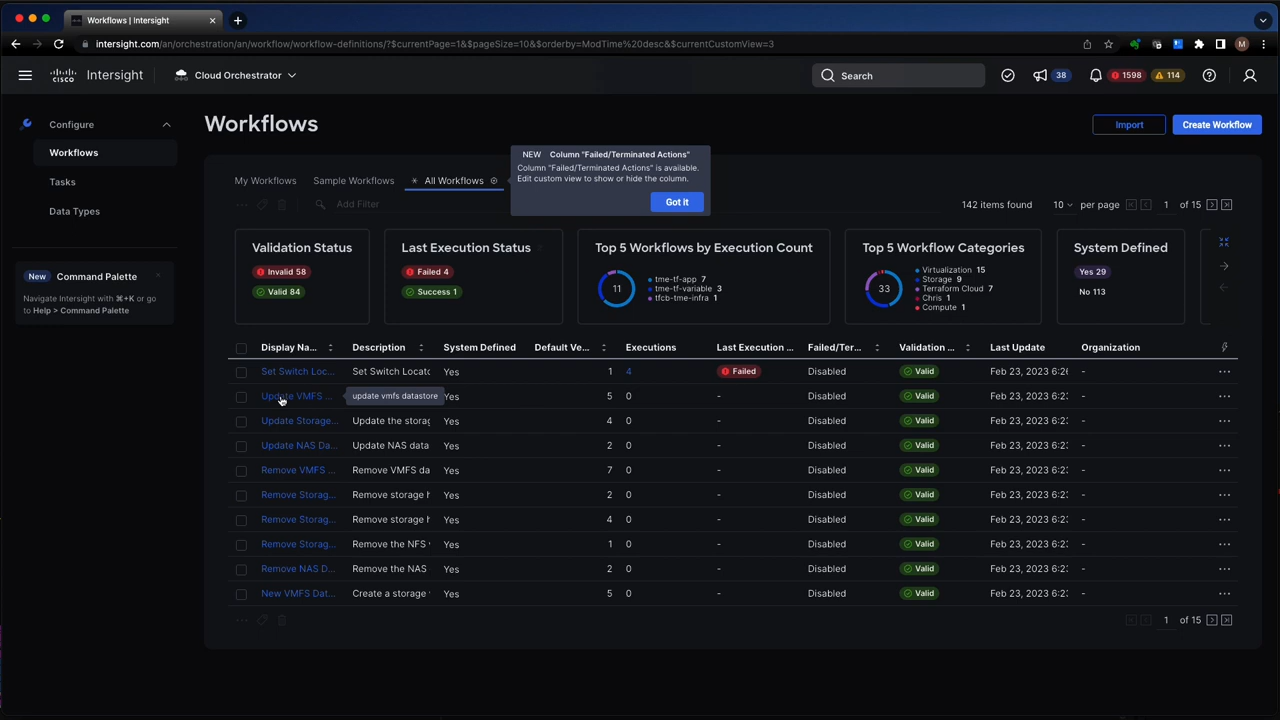 Workflows | Intersight
intersight.com/an/orchestration/an/workflow/workflow-definitions/?$currentPage=1&$pageSize=10&$orderby=ModTime%20desc&$currentCustomView=3
M
cisco Intersight
Cloud Orchestrator
Search
38
1598
114
Configure
Workflows
Tasks
Data Types
New Command Palette
Navigate Intersight with ⌘+K or go
to Help > Command Palette
Workflows
Import
Create Workflow
My Workflows
Sample Workflows
All Workflows
NEW Column "Failed/Terminated Actions"
Column "Failed/Terminated Actions" is available.
Edit custom view to show or hide the column.
Got it
Add Filter
142 items found
10 per page
1 of 15
Validation Status
Invalid 58
Valid 84
Last Execution Status
Failed 4
Success 1
Top 5 Workflows by Execution Count
11
tme-tf-app 7
tme-tf-variable 3
tfcb-tme-infra 1
Top 5 Workflow Categories
33
Virtualization 15
Storage 9
Terraform Cloud 7
Chris 1
Compute 1
System Defined
Yes 29
No 113
Display Na... Description System Defined Default Ve... Executions Last Execution ... Failed/Ter... Validation ... Last Update Organization
Set Switch Loc... Set Switch Locato Yes 1 4 Failed Disabled Valid Feb 23, 2023 6:26 -
Update VMFS ... update vmfs datastore Yes 5 0 - Disabled Valid Feb 23, 2023 6:2 -
Update Storage... Update the storag Yes 4 0 - Disabled Valid Feb 23, 2023 6:2 -
Update NAS Da... Update NAS data Yes 2 0 - Disabled Valid Feb 23, 2023 6:2 -
Remove VMFS ... Remove VMFS da Yes 7 0 - Disabled Valid Feb 23, 2023 6:2 -
Remove Storag... Remove storage h Yes 2 0 - Disabled Valid Feb 23, 2023 6:2 -
Remove Storag... Remove storage h Yes 4 0 - Disabled Valid Feb 23, 2023 6:2 -
Remove Storag... Remove the NFS Yes 1 0 - Disabled Valid Feb 23, 2023 6:2 -
Remove NAS D... Remove the NAS Yes 2 0 - Disabled Valid Feb 23, 2023 6:2 -
New VMFS Dat... Create a storage Yes 5 0 - Disabled Valid Feb 23, 2023 6:2 -
1 of 15